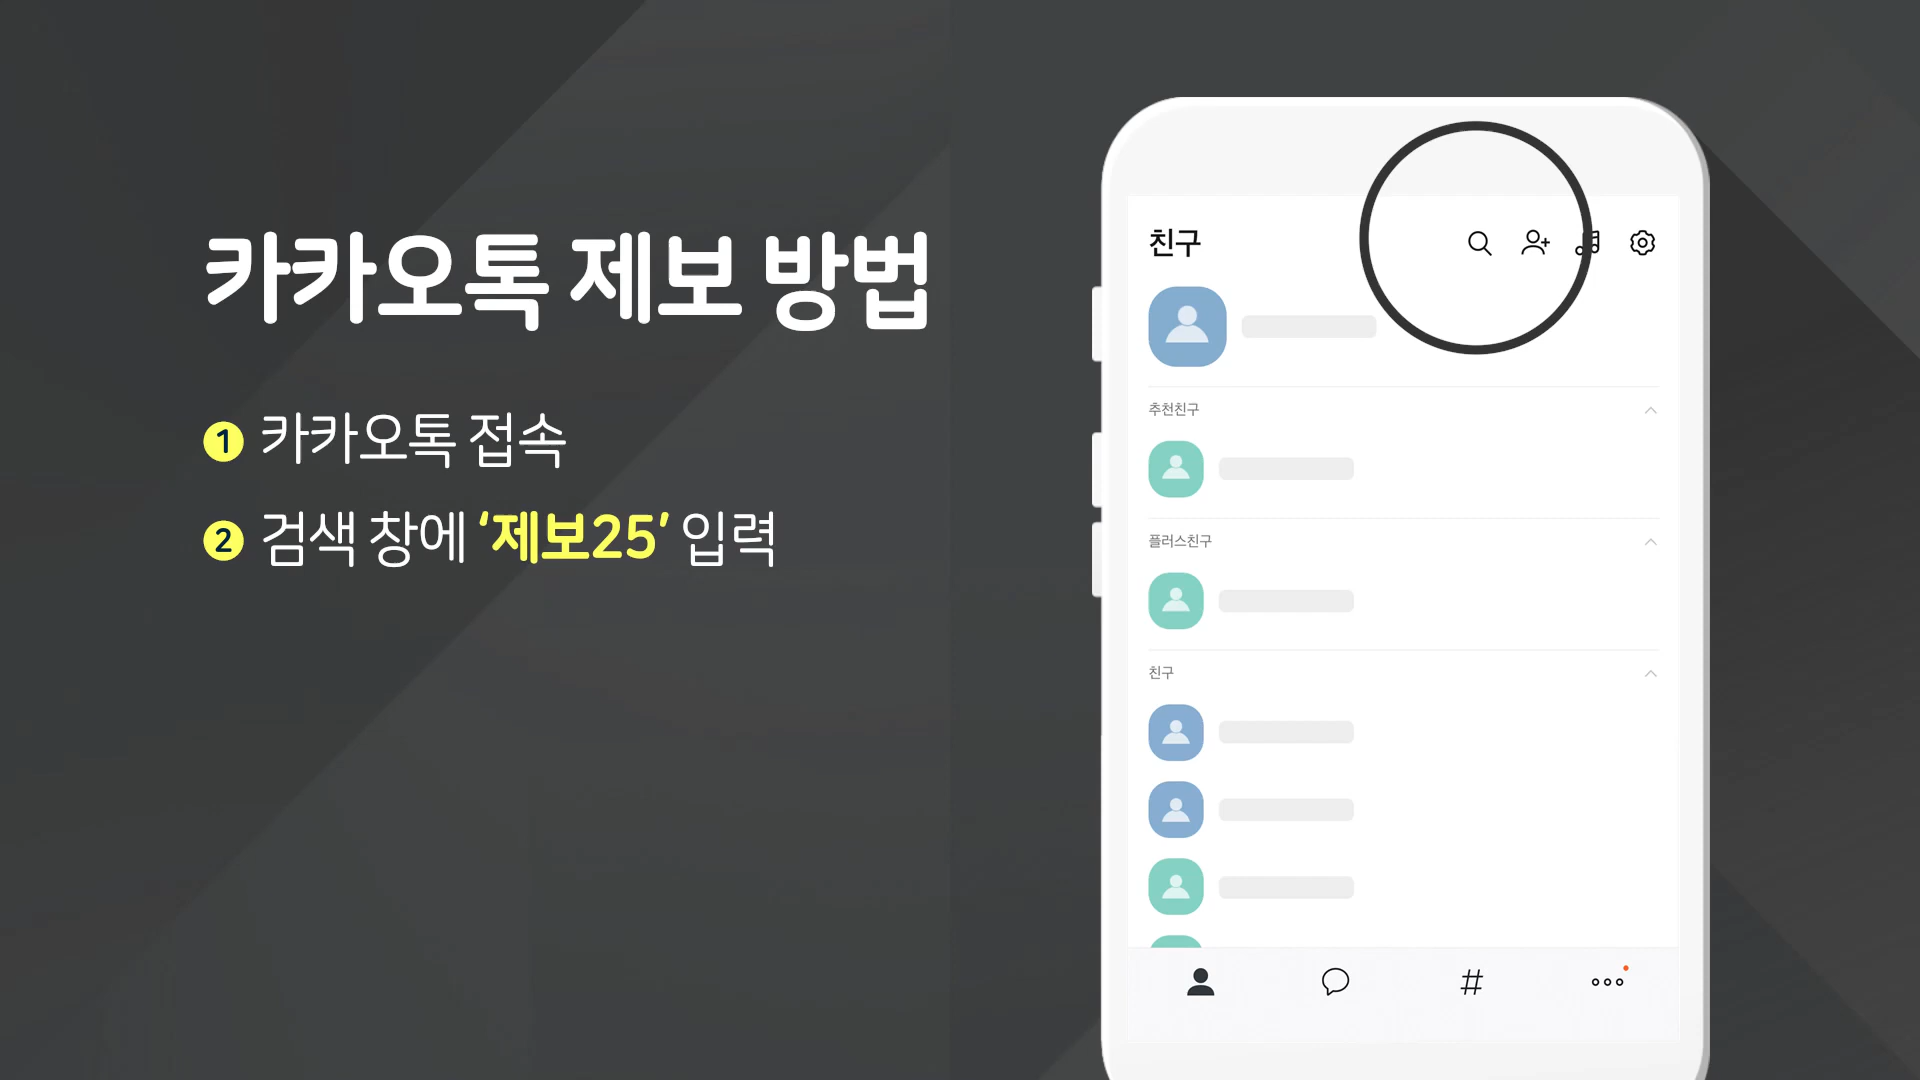 카카오톡 제보 방법
1 카카오톡 접속
2 검색 창에 ‘제보25’ 입력
친구
추천친구
플러스친구
친구